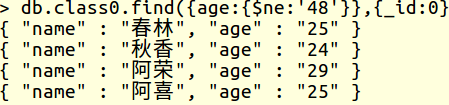 > db.class0.find({age:{$ne:'48'}},{_id:0}
{ "name" : "春林", "age" : "25" }
{ "name" : "秋香", "age" : "24" }
{ "name" : "阿荣", "age" : "29" }
{ "name" : "阿喜", "age" : "25" }